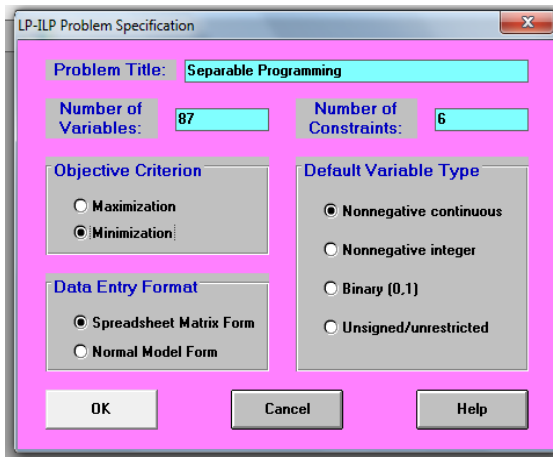 LP-ILP Problem Specification
Problem Title: Separable Programming
Number of Variables: 87
Number of Constraints: 6
Objective Criterion
Maximization
Minimization
Default Variable Type
Nonnegative continuous
Nonnegative integer
Binary (0,1)
Unsigned/unrestricted
Data Entry Format
Spreadsheet Matrix Form
Normal Model Form
OK
Cancel
Help